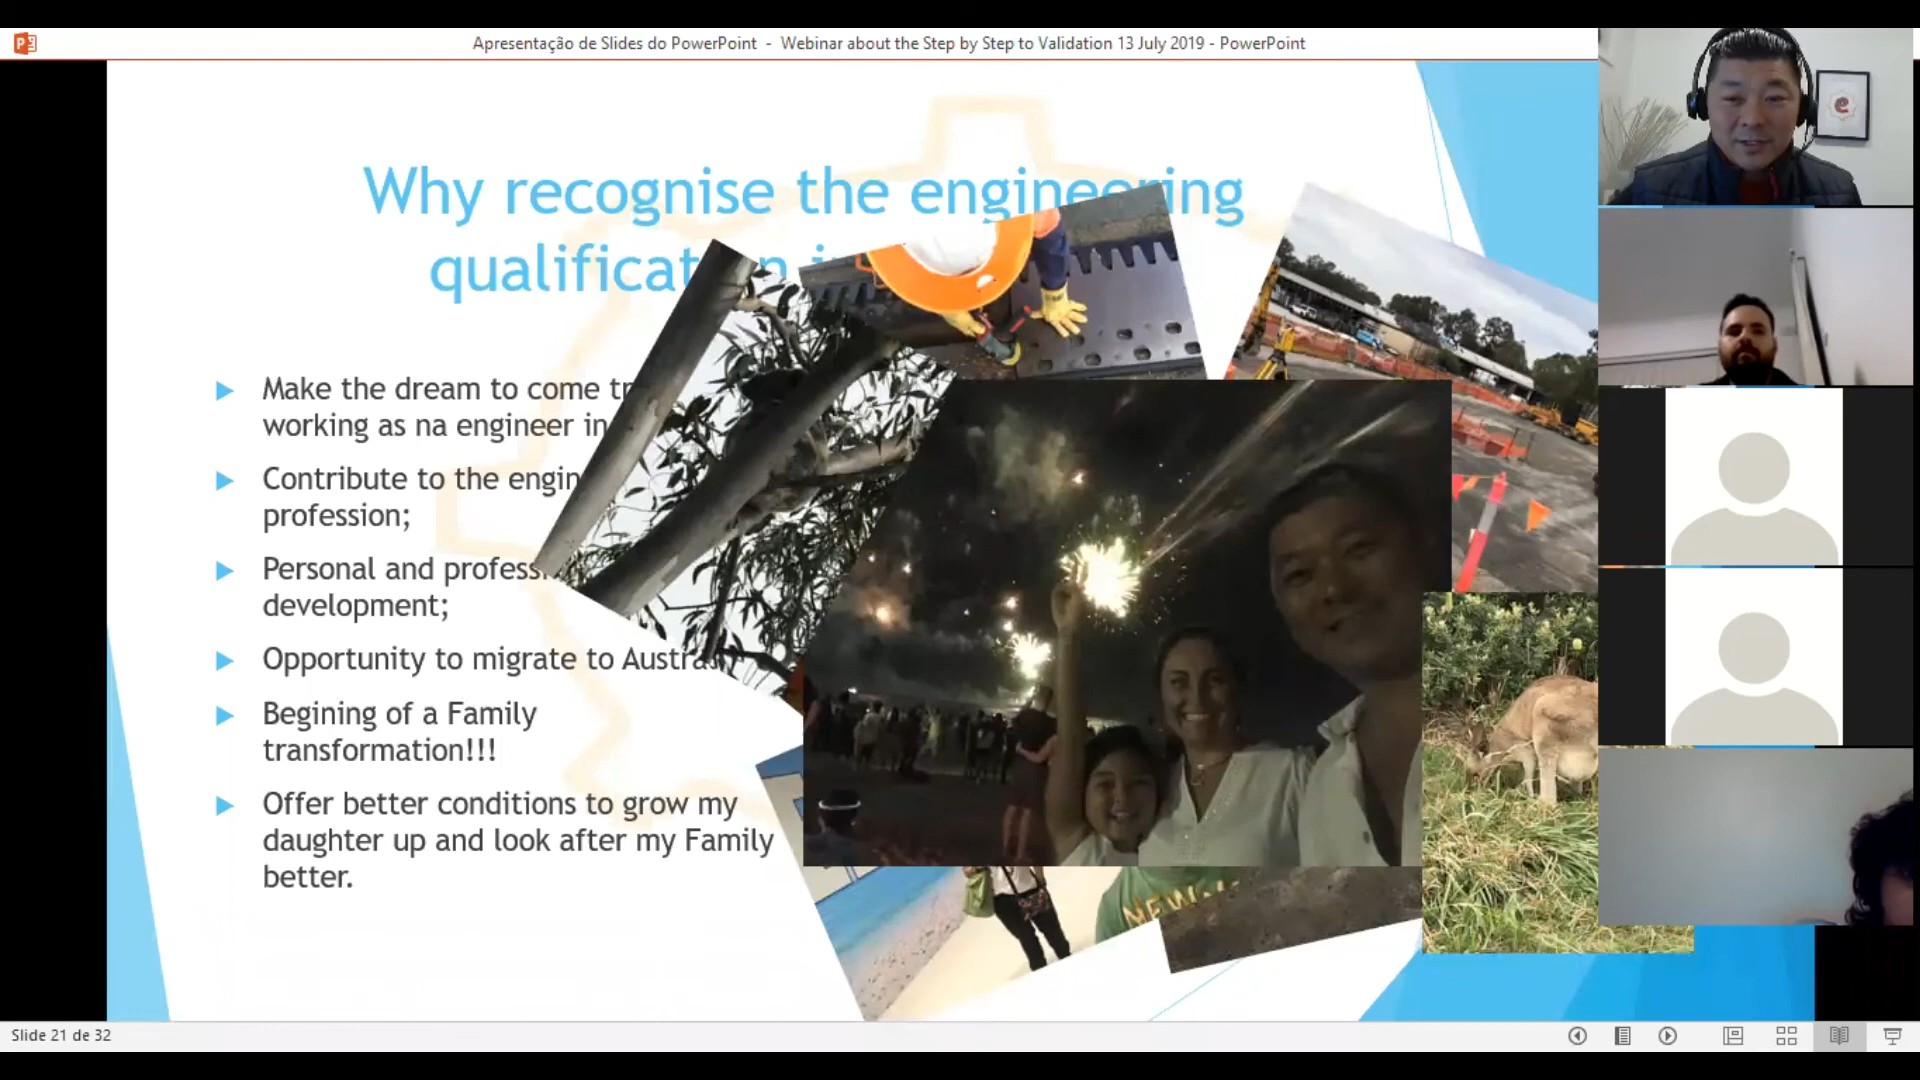 Apresentação de Slides do PowerPoint - Webinar about the Step by Step to Validation 13 July 2019 - PowerPoint
Why recognise the engineering
qualificat
Make the dream to come tr
working as na engineer in
Contribute to the engin
profession;
Personal and profess
development;
Opportunity to migrate to Austra
Begining of a Family
transformation!!!
Offer better conditions to grow my
daughter up and look after my Family
better.
NEW
Slide 21 de 32